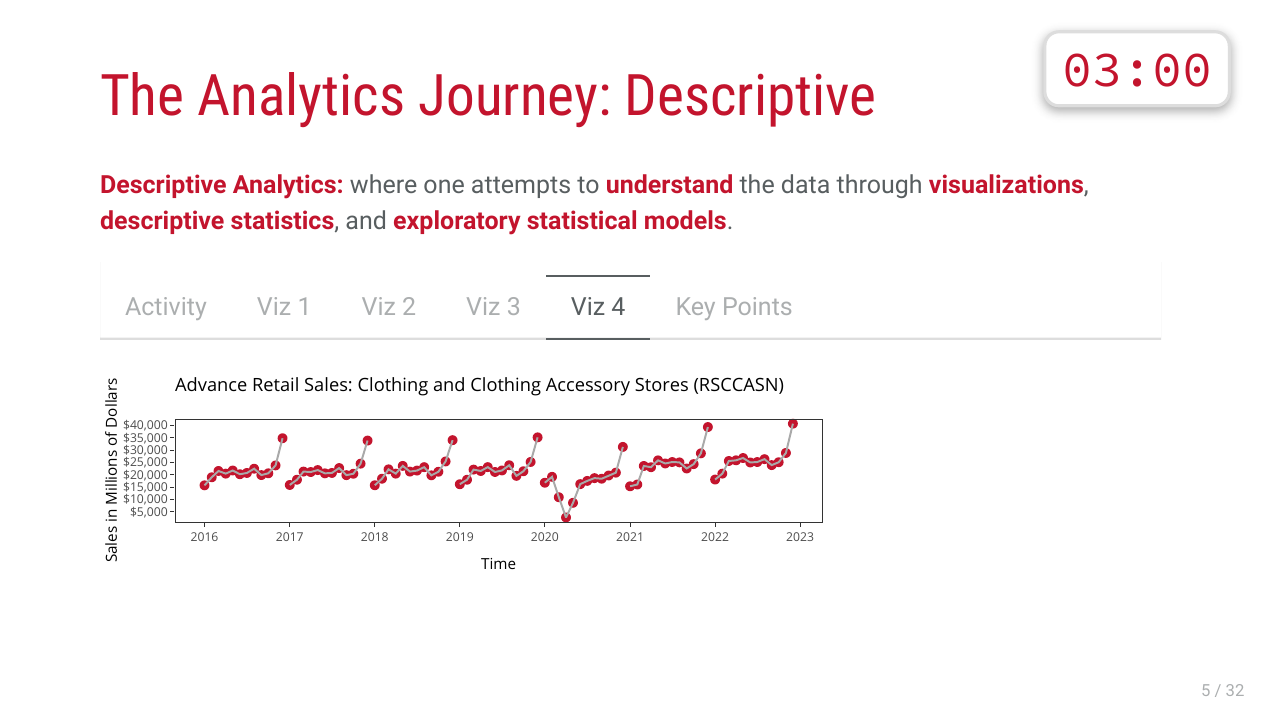 The Analytics Journey: Descriptive
03:00
Descriptive Analytics: where one attempts to understand the data through visualizations,
descriptive statistics, and exploratory statistical models.
Activity Viz 1 Viz 2 Viz 3 Viz 4 Key Points
Advance Retail Sales: Clothing and Clothing Accessory Stores (RSCCASN)
Sales in Millions of Dollars
$40,000
$35,000
$30,000
$25,000
$20,000
$15,000
$10,000
$5,000
2016 2017 2018 2019 2020 2021 2022 2023
Time
5 / 32